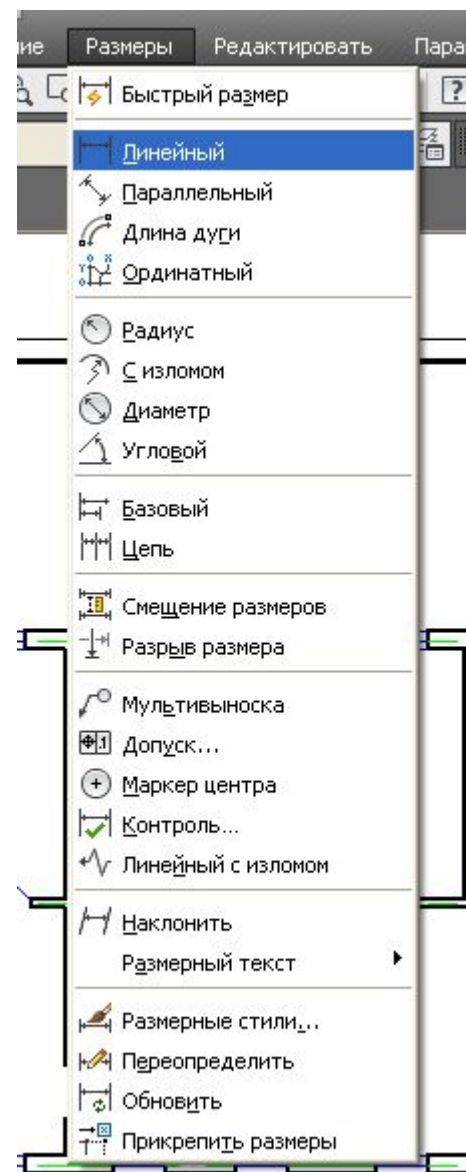 ние Размеры Редактировать Пара
Быстрый размер
Линейный
Параллельный
Длина дуги
Ординатный
Радиус
С изломом
Диаметр
Угловой
Базовый
Цепь
Смещение размеров
Разрыв размера
Мультивыноска
Допуск...
Маркер центра
Контроль...
Линейный с изломом
Наклонить
Размерный текст
Размерные стили...
Переопределить
Обновить
Прикрепить размеры